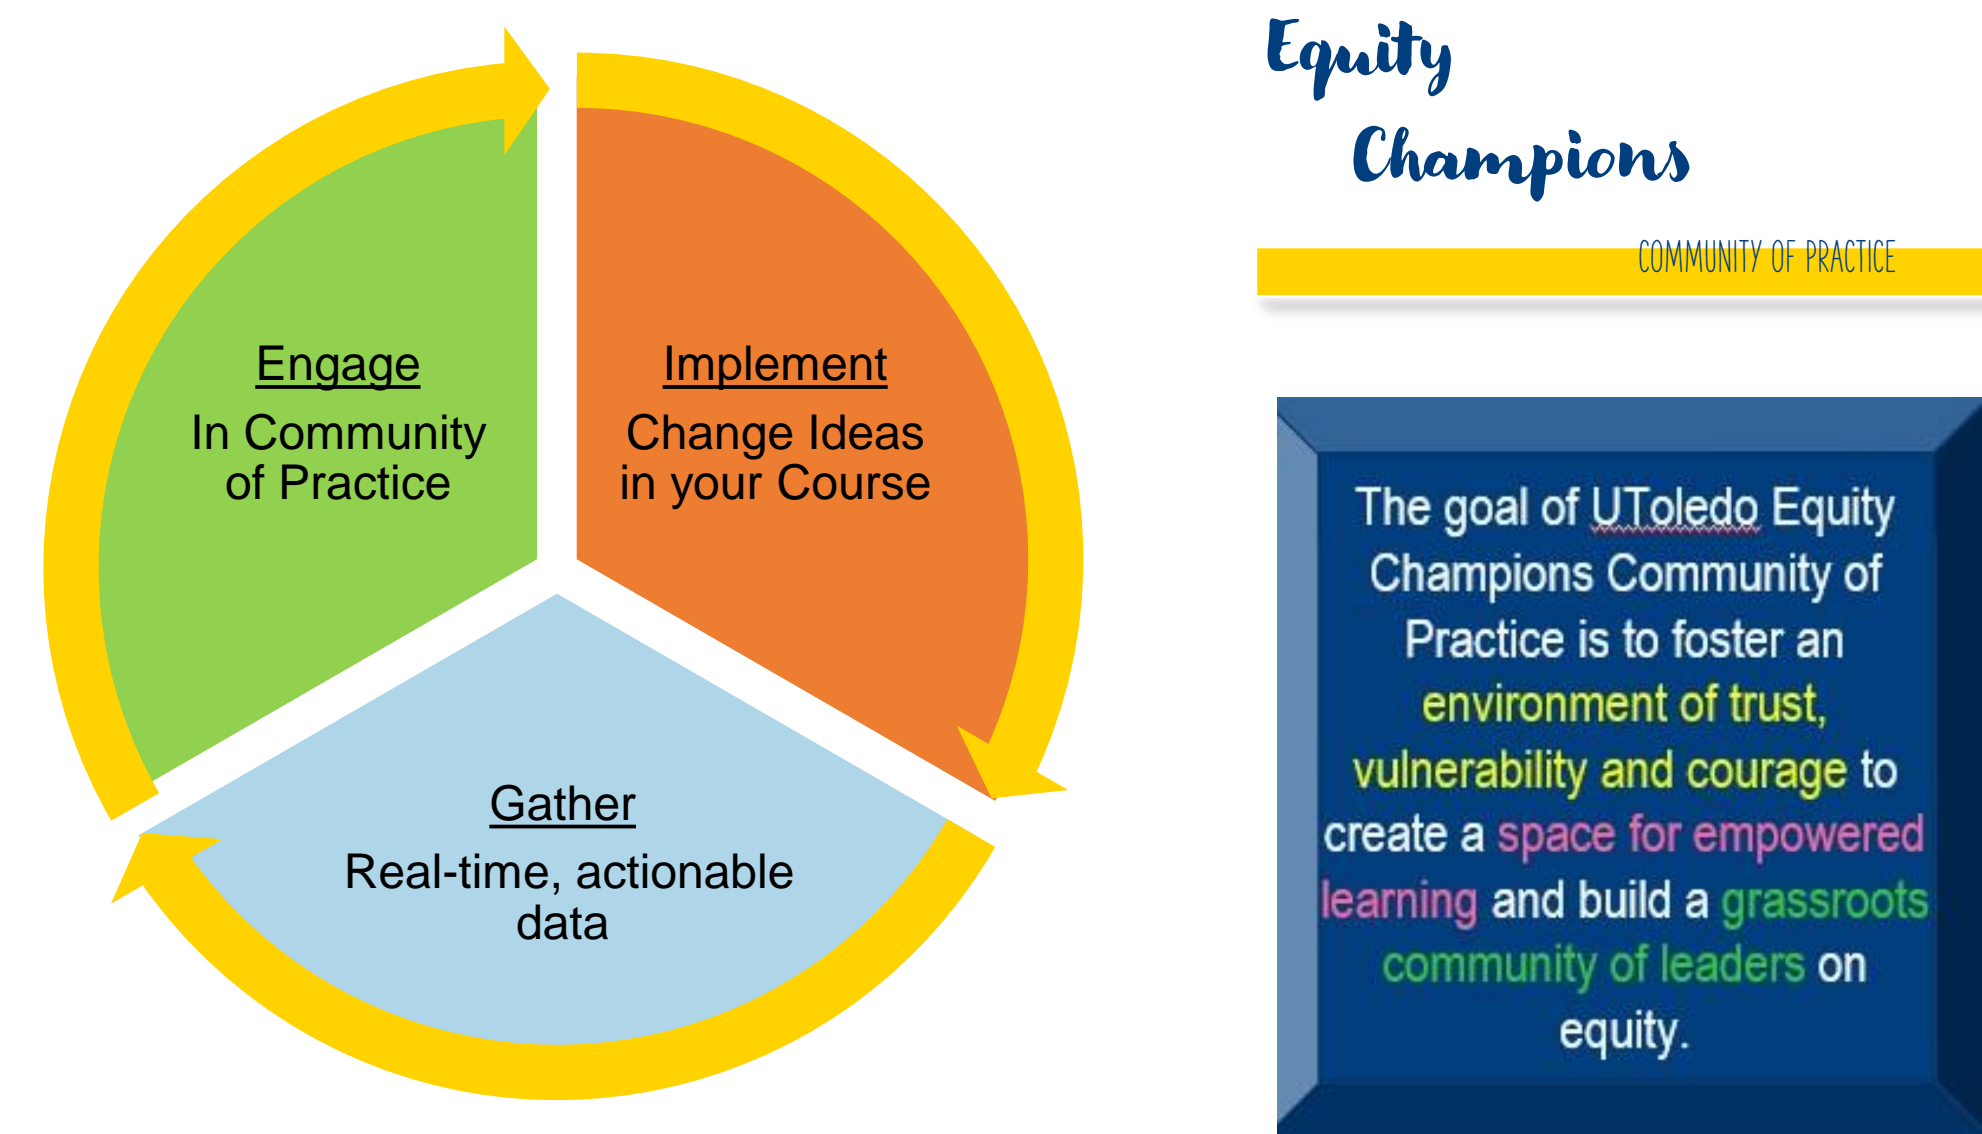 Equity
Champions
COMMUNITY OF PRACTICE
Engage
In Community
of Practice
Implement
Change Ideas
in your Course
Gather
Real-time, actionable
data
The goal of UToledo Equity
Champions Community of
Practice is to foster an
environment of trust,
vulnerability and courage to
create a space for empowered
learning and build a grassroots
community of leaders on
equity.